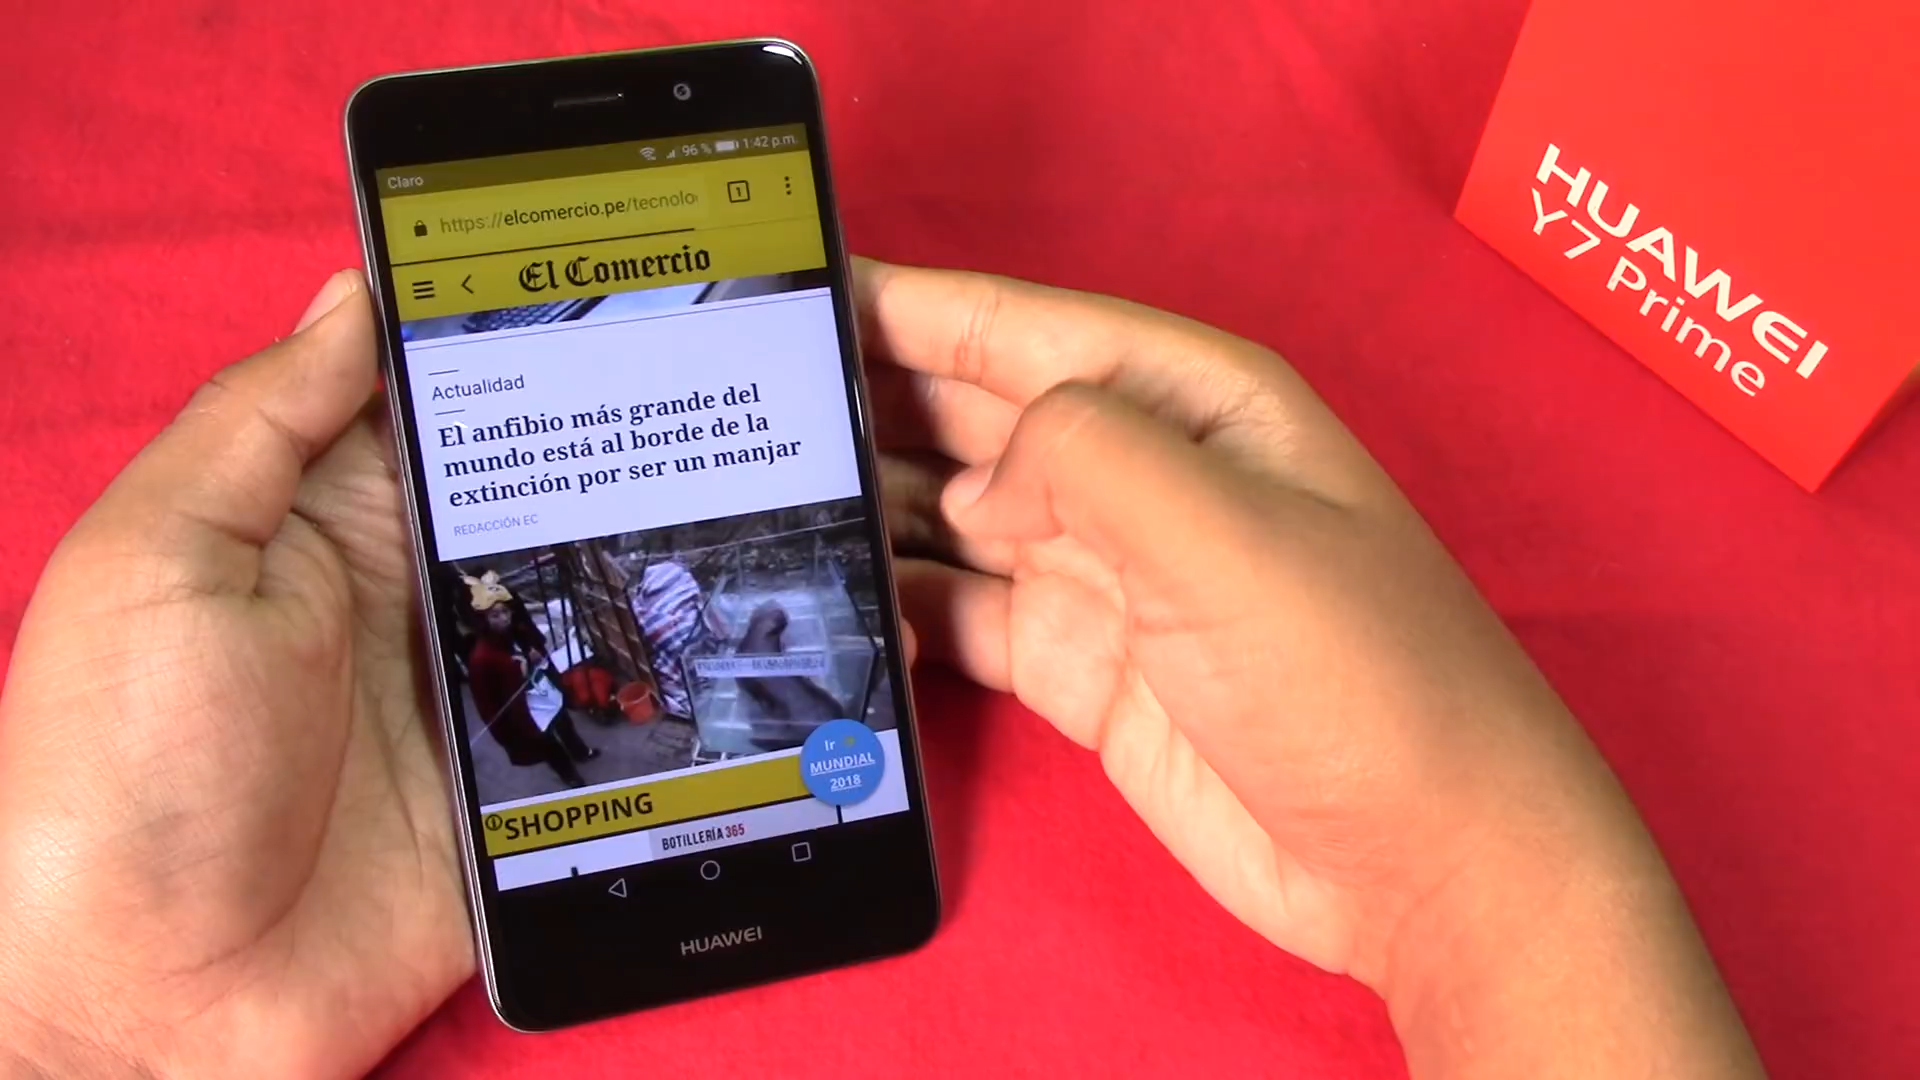 Claro
96 %
1:42 p.m.
https://elcomercio.pe/tecnolo
1
El Comercio
Actualidad
El anfibio más grande del
mundo está al borde de la
extinción por ser un manjar
REDACCIÓN EC
Ir
MUNDIAL
2018
SHOPPING
BOTILLERÍA 365
HUAWEI
HUAWEI
Y7 Prime